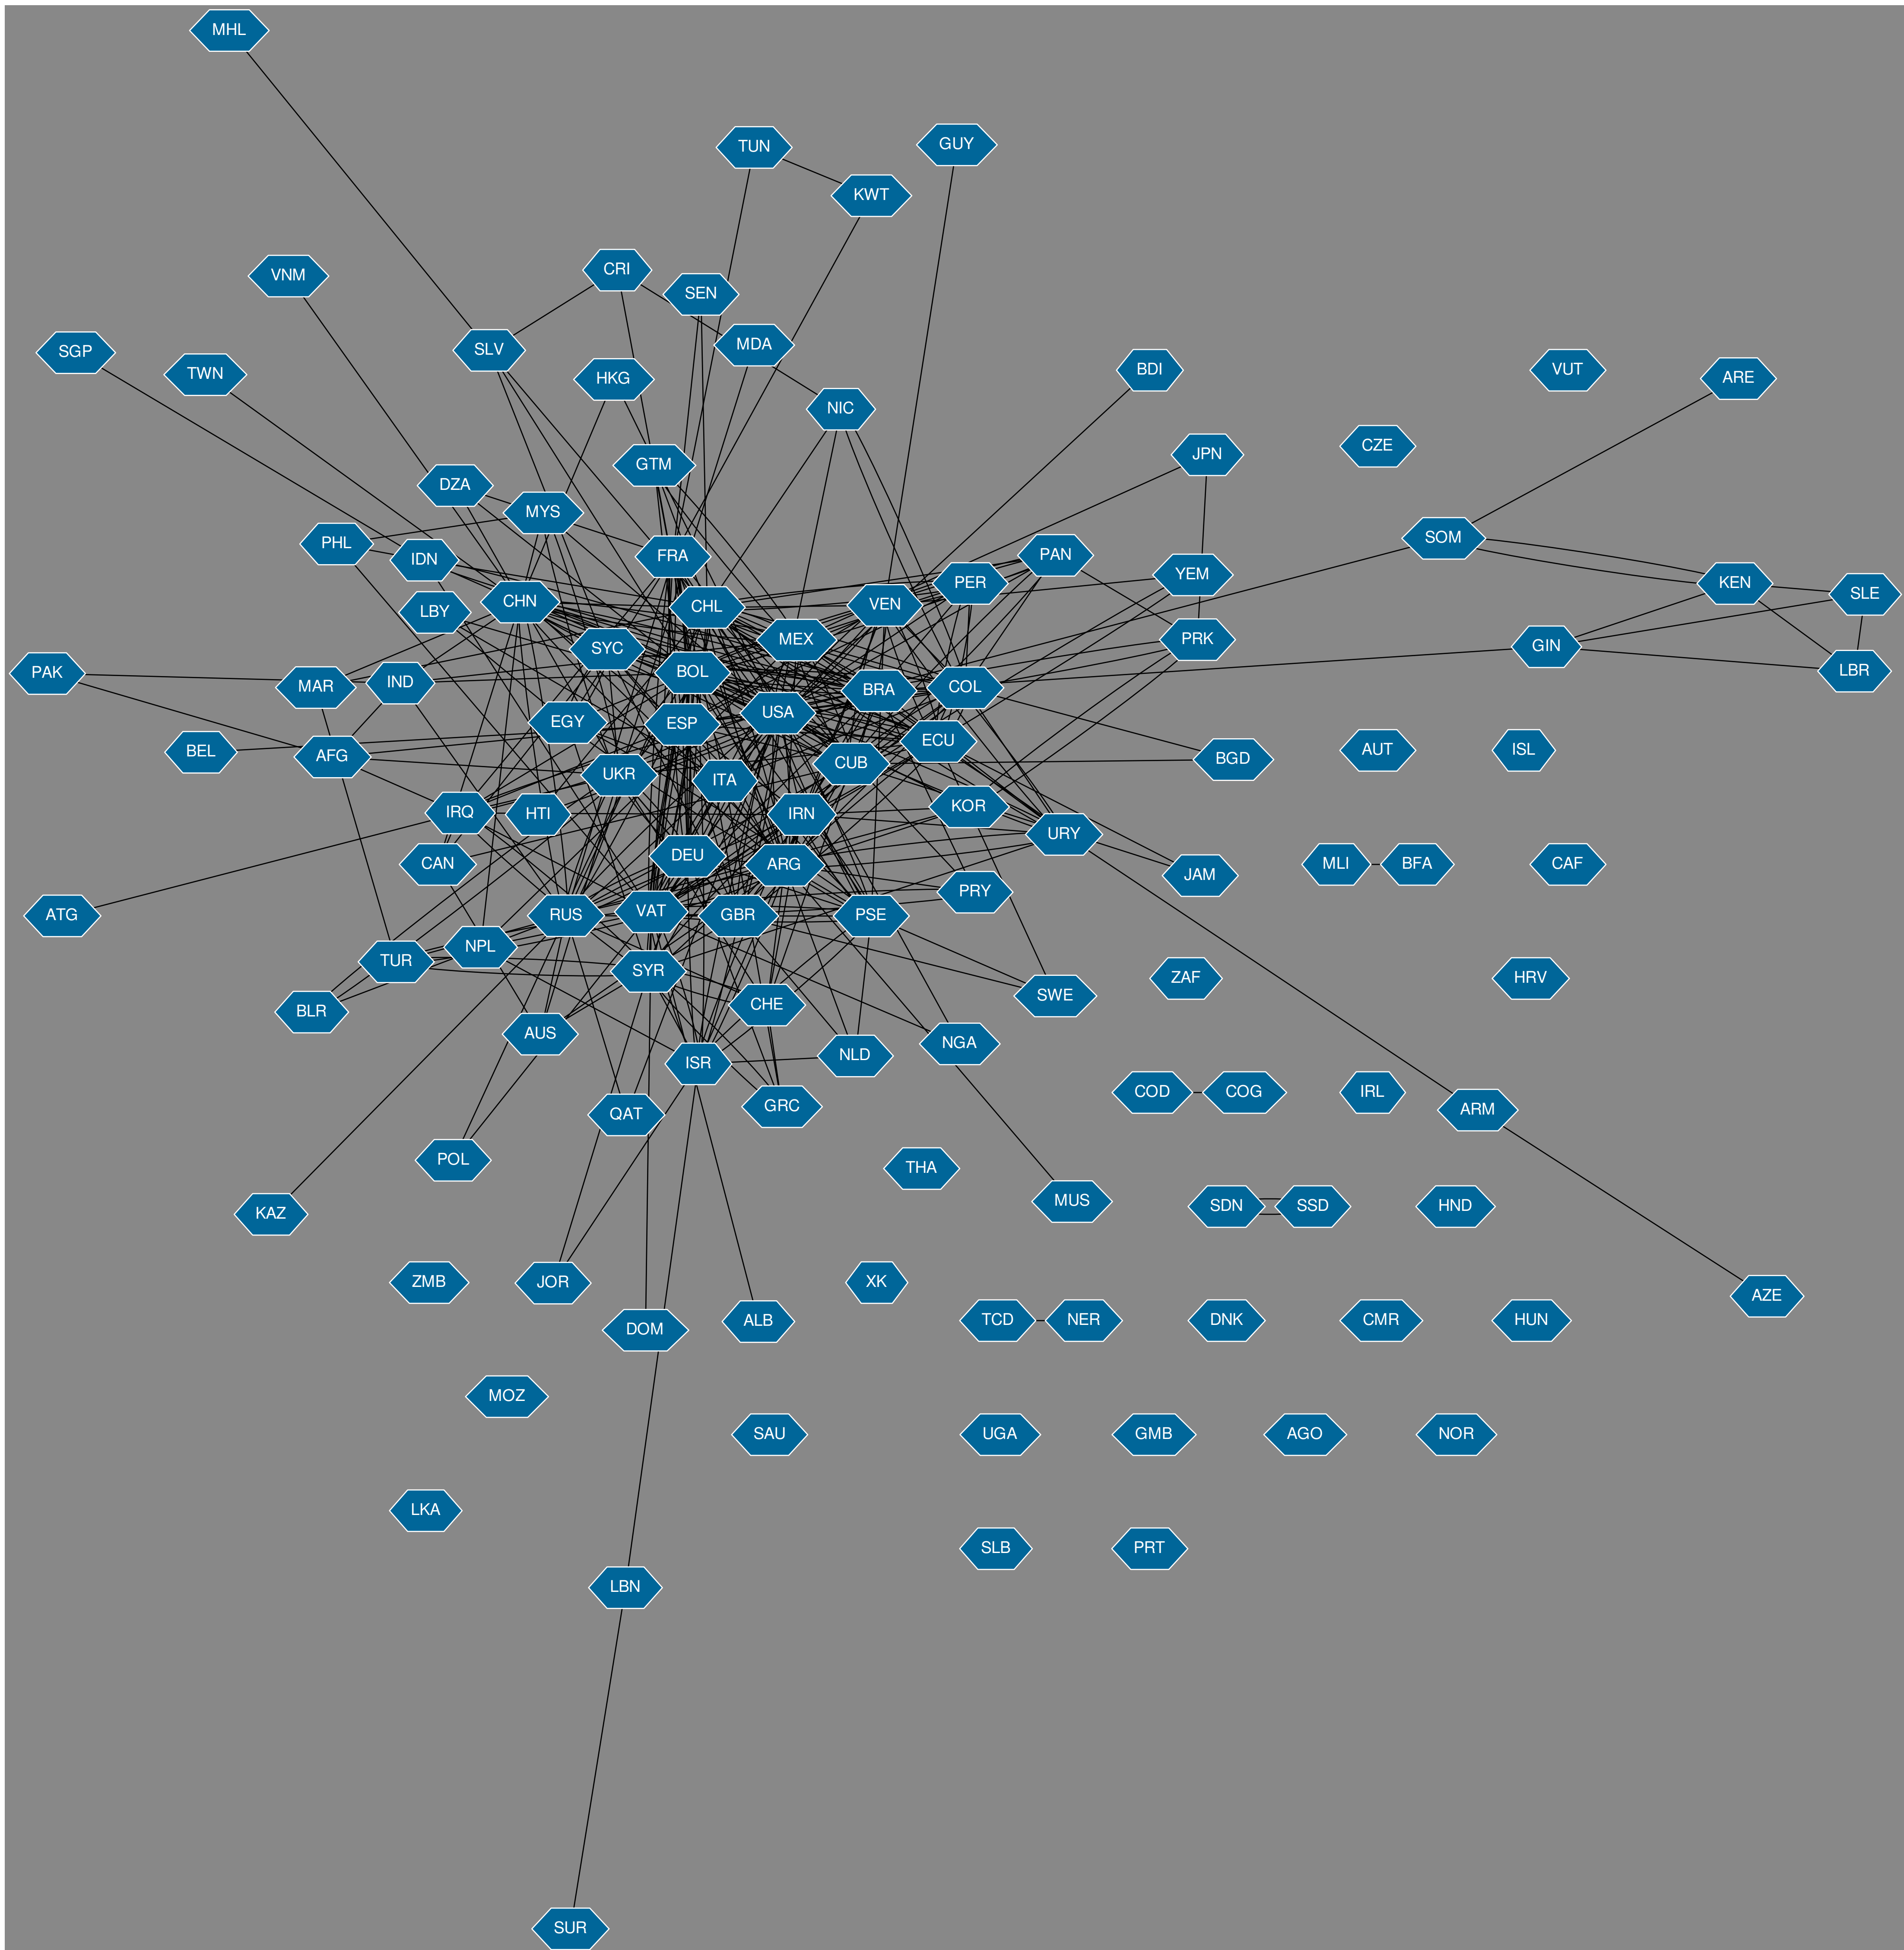 MHL
TUN
GUY
KWT
CRI
VNM
SEN
MDA
SLV
SGP
TWN
HKG
BDI
VUT
ARE
NIC
CZE
GTM
JPN
DZA
MYS
SOM
PHL
IDN
FRA
PAN
YEM
PER
KEN
SLE
CHN
LBY
CHL
VEN
MEX
PRK
SYC
GIN
PAK
BOL
LBR
MAR
IND
BRA
COL
EGY
ESP
USA
ECU
BEL
AFG
BGD
AUT
ISL
UKR
ITA
CUB
KOR
IRQ
HTI
IRN
URY
DEU
CAN
ARG
JAM
MLI
BFA
CAF
PRY
ATG
RUS
VAT
GBR
PSE
NPL
TUR
SYR
ZAF
HRV
SWE
CHE
BLR
AUS
NGA
NLD
ISR
COD
COG
IRL
GRC
ARM
QAT
POL
THA
MUS
KAZ
SDN
SSD
HND
ZMB
JOR
XK
AZE
DOM
ALB
TCD
NER
DNK
CMR
HUN
MOZ
SAU
UGA
GMB
AGO
NOR
LKA
SLB
PRT
LBN
SUR